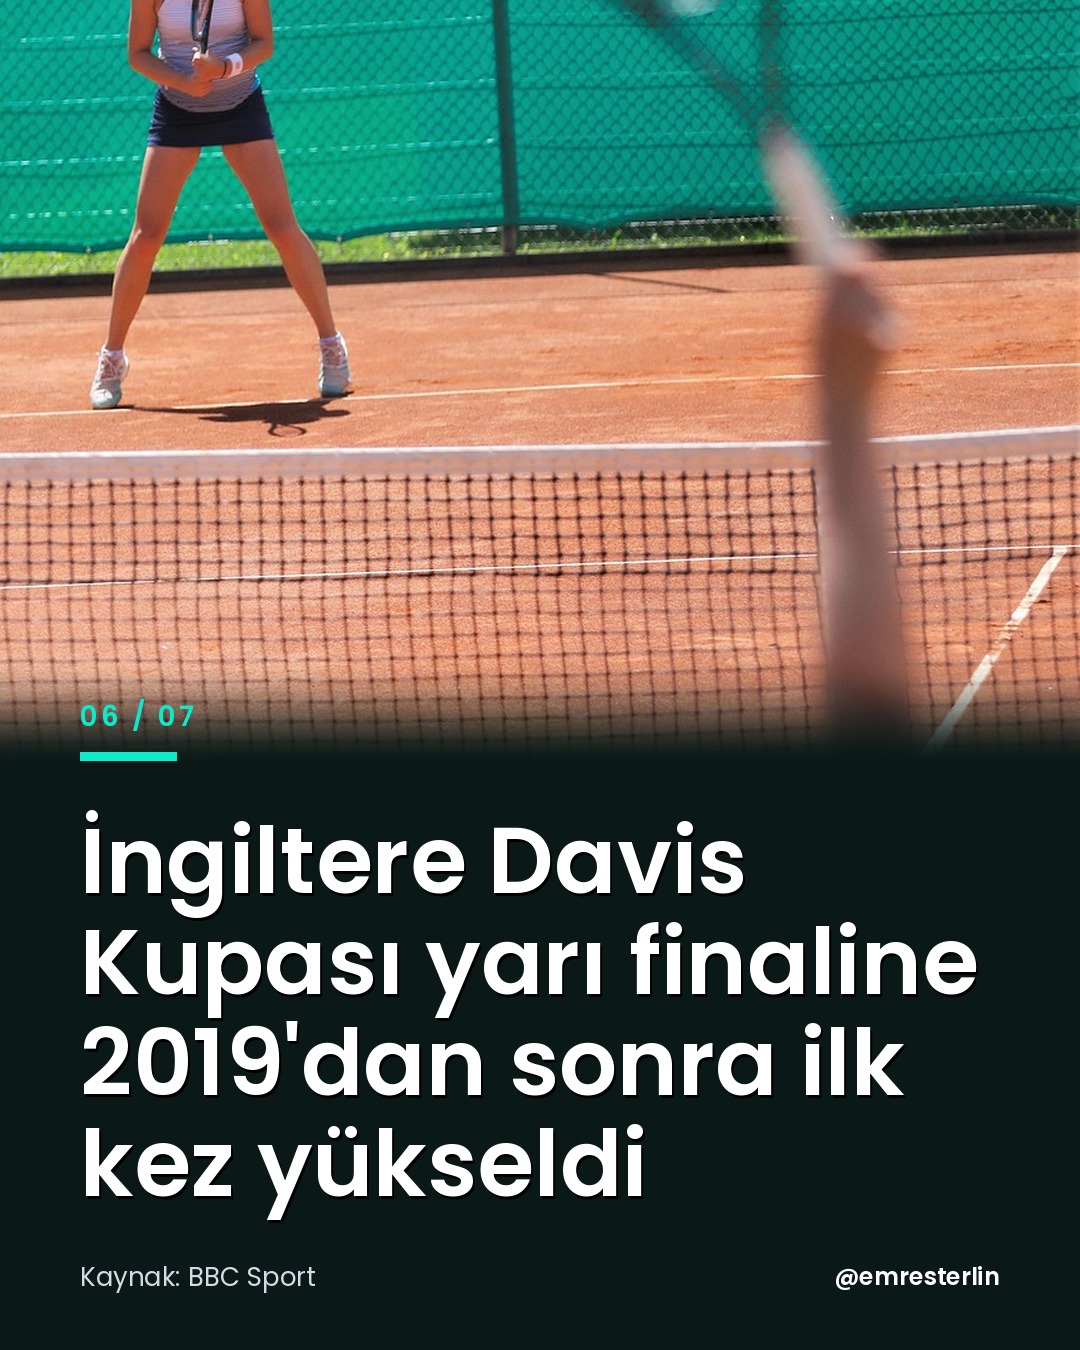 06 / 07
İngiltere Davis
Kupası yarı finaline
2019'dan sonra ilk
kez yükseldi
Kaynak: BBC Sport
@emresterlin